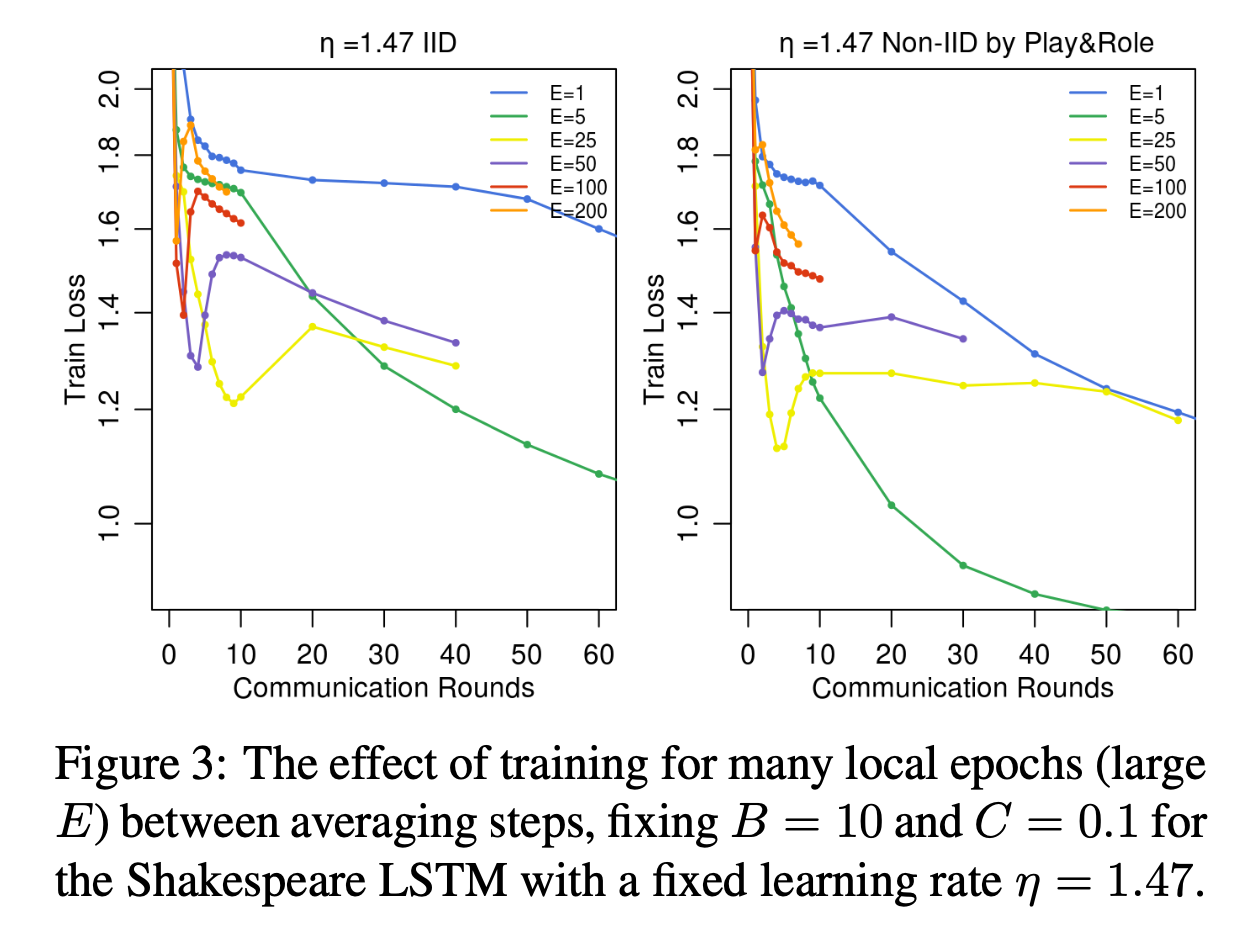 η =1.47 IID
2.0
1.8
1.6
1.4
1.2
1.0
Train Loss
E=1
E=5
E=25
E=50
E=100
E=200
0 10 20 30 40 50 60
Communication Rounds
η =1.47 Non-IID by Play&Role
2.0
1.8
1.6
1.4
1.2
1.0
Train Loss
E=1
E=5
E=25
E=50
E=100
E=200
0 10 20 30 40 50 60
Communication Rounds
Figure 3: The effect of training for many local epochs (large
E) between averaging steps, fixing B = 10 and C = 0.1 for
the Shakespeare LSTM with a fixed learning rate η = 1.47.